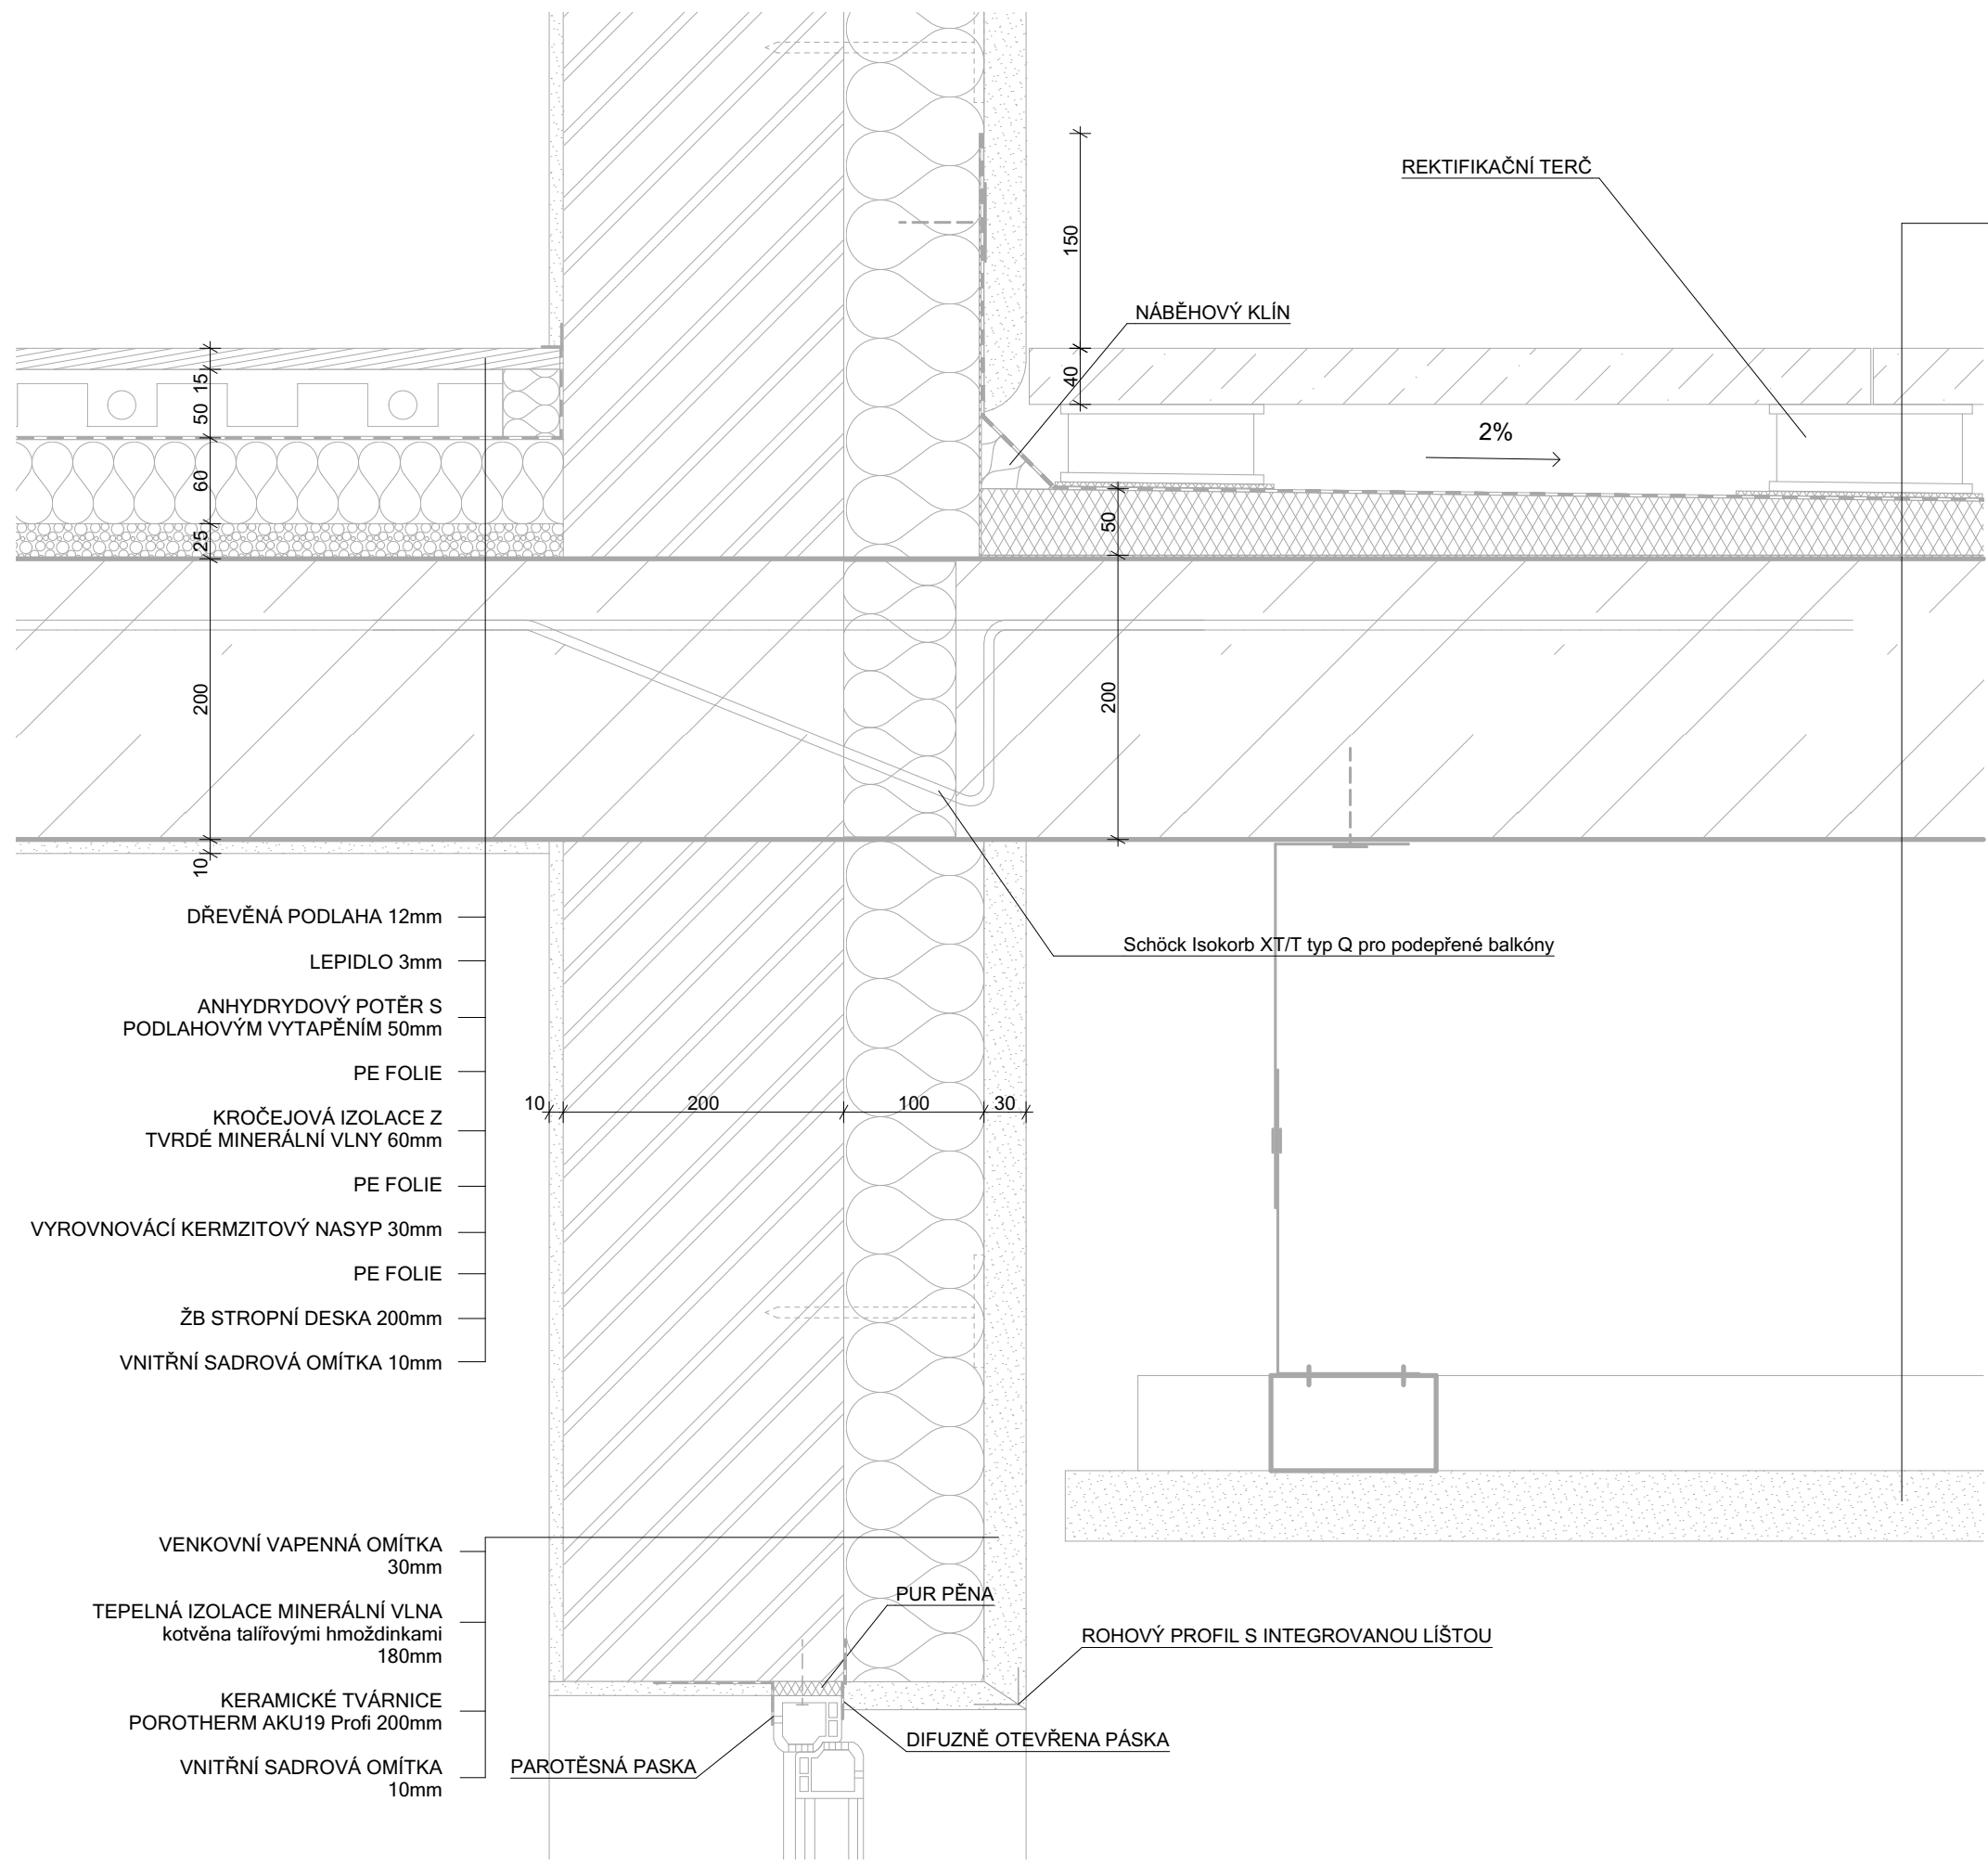 REKTIFIKAČNÍ TERČ
150
NÁBĚHOVÝ KLÍN
15
40
50
2%
60
50
25
200
200
10
DŘEVĚNÁ PODLAHA 12mm
LEPIDLO 3mm
ANHYDRYDOVÝ POTĚR S
PODLAHOVÝM VYTAPĚNÍM 50mm
PE FOLIE
KROČEJOVÁ IZOLACE Z
TVRDÉ MINERÁLNÍ VLNY 60mm
PE FOLIE
VYROVNOVÁCÍ KERMZITOVÝ NASYP 30mm
PE FOLIE
ŽB STROPNÍ DESKA 200mm
VNITŘNÍ SADROVÁ OMÍTKA 10mm
Schöck Isokorb XT/T typ Q pro podepřené balkóny
10
200
100
30
VENKOVNÍ VAPENNÁ OMÍTKA
30mm
TEPELNÁ IZOLACE MINERÁLNÍ VLNA
kotvěna talířovými hmoždinkami
180mm
KERAMICKÉ TVÁRNICE
POROTHERM AKU19 Profi 200mm
VNITŘNÍ SADROVÁ OMÍTKA
10mm
PUR PĚNA
ROHOVÝ PROFIL S INTEGROVANOU LÍŠTOU
DIFUZNĚ OTEVŘENA PÁSKA
PAROTĚSNÁ PASKA